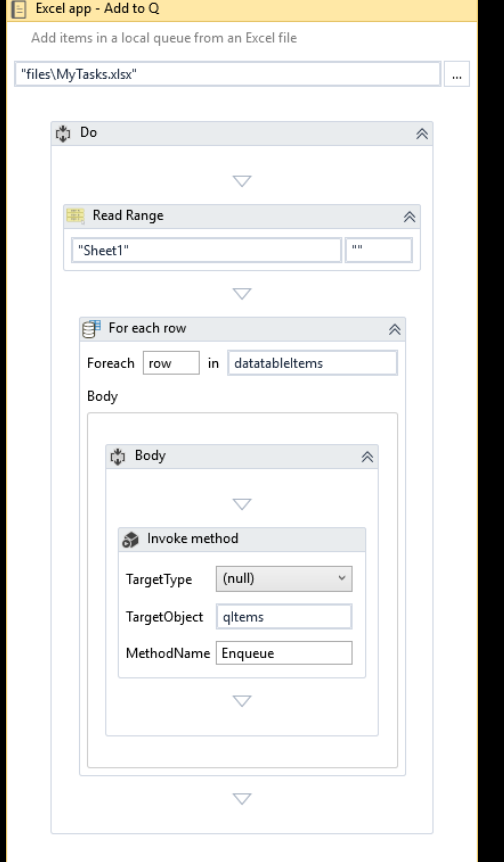 Excel app - Add to Q
Add items in a local queue from an Excel file
"files\MyTasks.xlsx" ...
Do
Read Range
"Sheet1" ""
For each row
Foreach row in datatableItems
Body
Body
Invoke method
TargetType (null)
TargetObject qItems
MethodName Enqueue